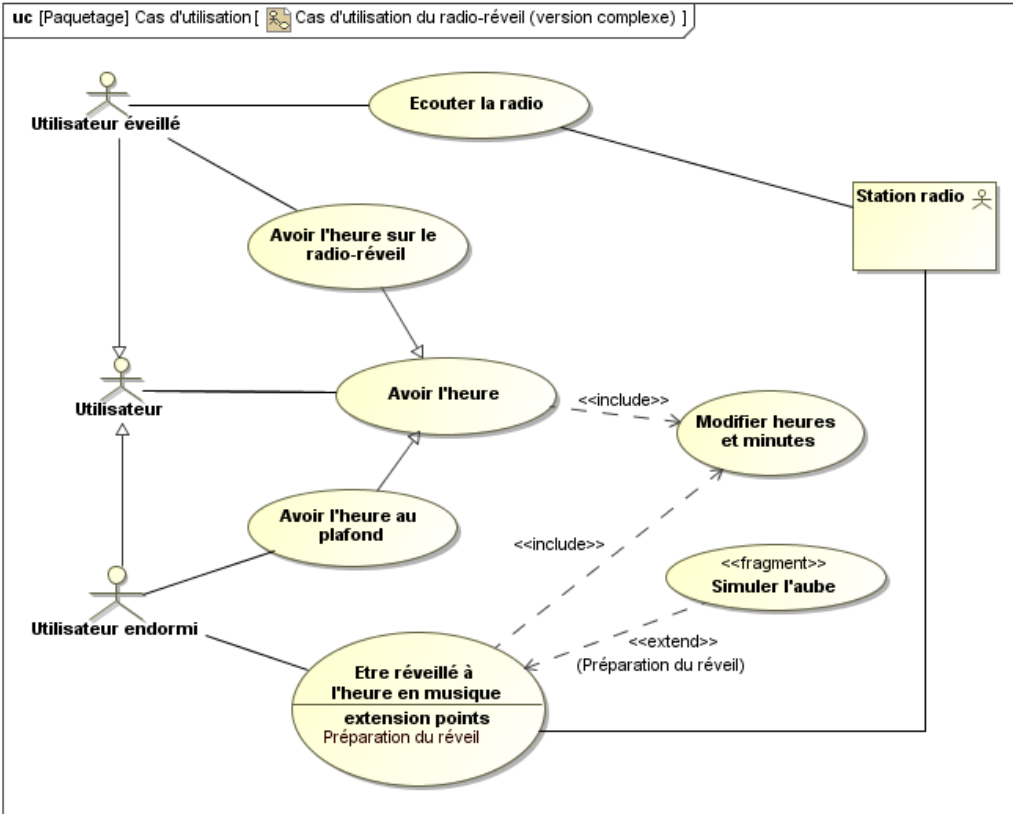 uc [Paquetage] Cas d'utilisation [ Cas d'utilisation du radio-réveil (version complexe) ]
Utilisateur éveillé
Ecouter la radio
Station radio
Avoir l'heure sur le
radio-réveil
Utilisateur
Avoir l'heure
<<include>>
Modifier heures
et minutes
Avoir l'heure au
plafond
<<include>>
<<fragment>>
Simuler l'aube
Utilisateur endormi
<<extend>>
(Préparation du réveil)
Etre réveillé à
l'heure en musique
extension points
Préparation du réveil